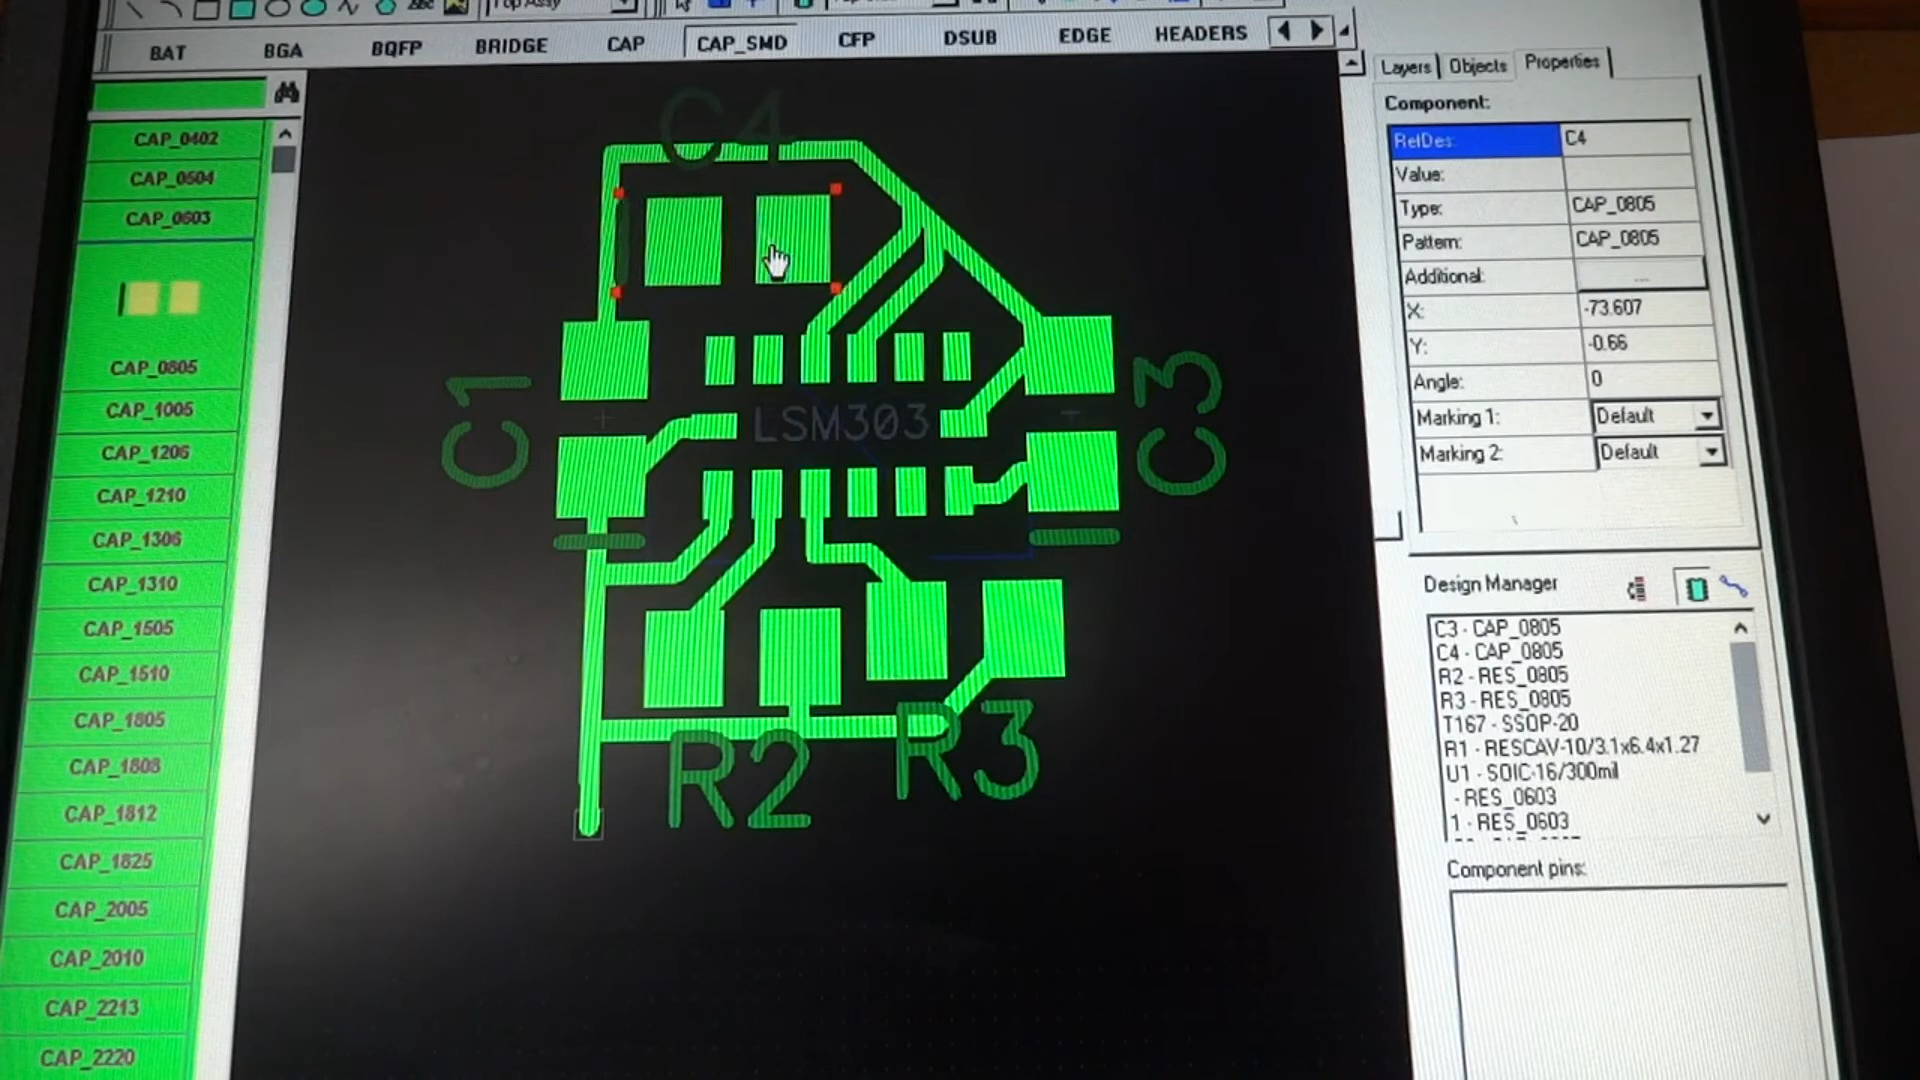 Top Assy
BAT BGA BQFP BRIDGE CAP CAP_SMD CFP DSUB EDGE HEADERS
CAP_0402
CAP_0504
CAP_0603
CAP_0805
CAP_1005
CAP_1206
CAP_1210
CAP_1306
CAP_1310
CAP_1505
CAP_1510
CAP_1805
CAP_1808
CAP_1812
CAP_1825
CAP_2005
CAP_2010
CAP_2213
CAP_2220
C4
C1
LSM303
C3
R2
R3
Layers Objects Properties
Component:
RefDes: C4
Value:
Type: CAP_0805
Pattern: CAP_0805
Additional: ...
X: -73.607
Y: -0.66
Angle: 0
Marking 1: Default
Marking 2: Default
Design Manager
C3 - CAP_0805
C4 - CAP_0805
R2 - RES_0805
R3 - RES_0805
T167 - SSOP-20
R1 - RESCAV-10/3.1x6.4x1.27
U1 - SOIC-16/300mil
- RES_0603
1 - RES_0603
Component pins: